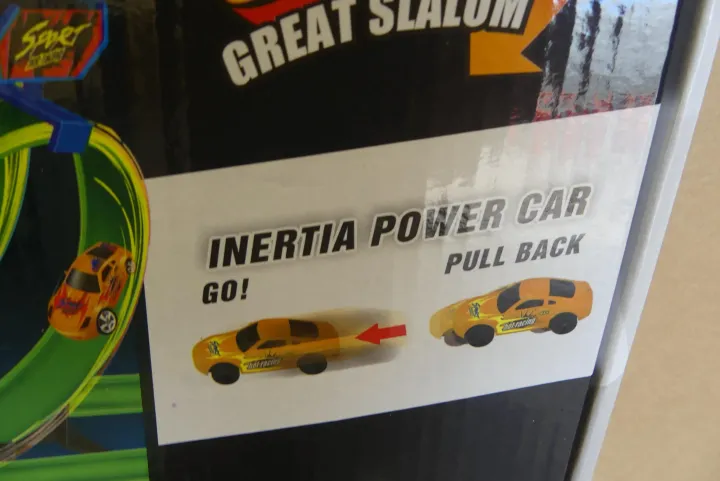 GREAT SLALOM
INERTIA POWER CAR
PULL BACK
GO!